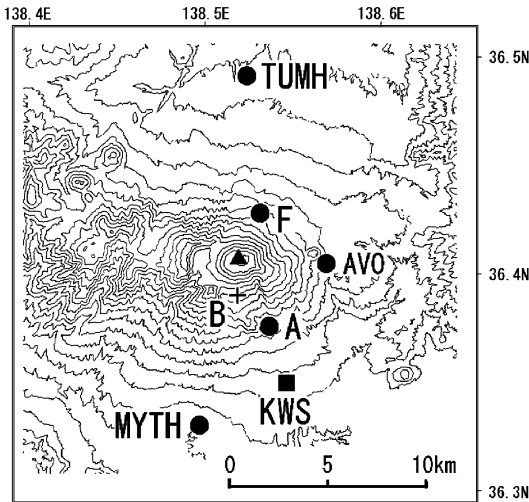 138.4E 138.5E 138.6E
36.5N
TUMH
F
AVO
36.4N
B
A
KWS
MYTH
0 5 10km
36.3N